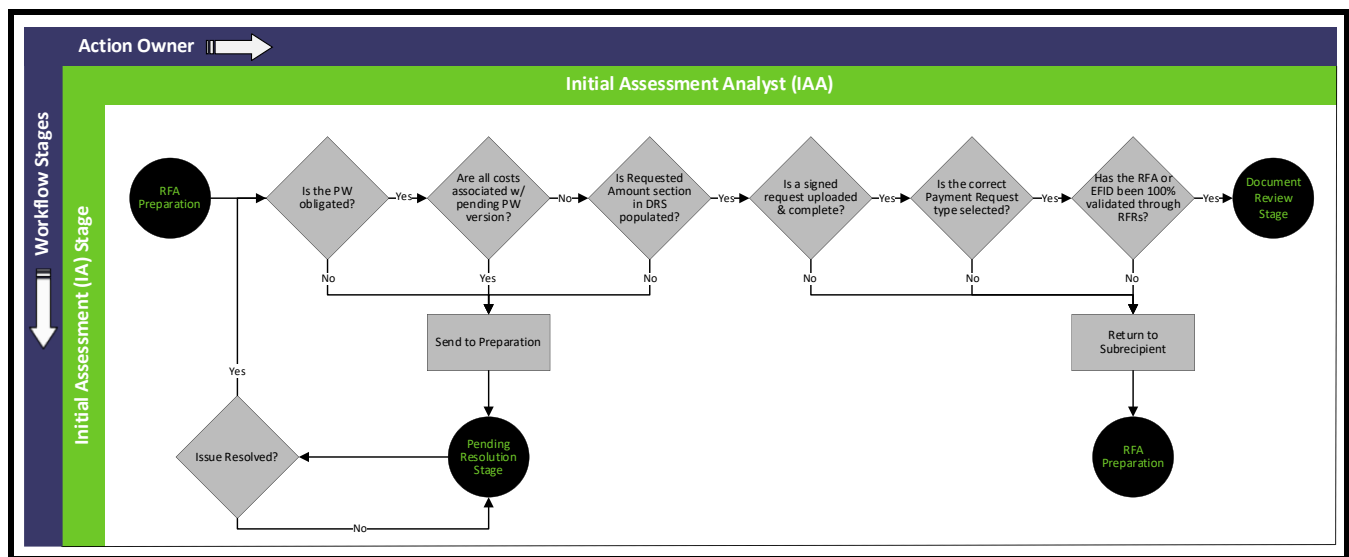 Action Owner
Initial Assessment Analyst (IAA)
Workflow Stages
Initial Assessment (IA) Stage
RFA
Preparation
Is the PW
obligated?
Yes
Are all costs
associated w/
pending PW
version?
No
Is Requested
Amount section
in DRS
populated?
Yes
Is a signed
request uploaded
& complete?
Yes
Is the correct
Payment Request
type selected?
Yes
Has the RFA or
EFID been 100%
validated through
RFRs?
Yes
Document
Review
Stage
No
Yes
No
No
No
No
Send to Preparation
Return to
Subrecipient
Yes
Issue Resolved?
Pending
Resolution
Stage
RFA
Preparation
No